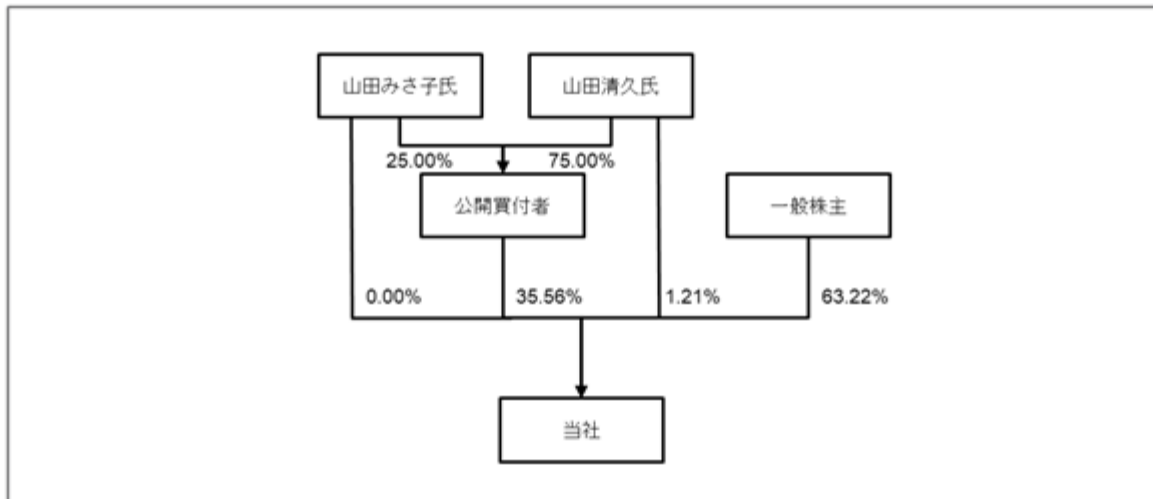 山田みさ子氏
山田清久氏
25.00%
75.00%
公開買付者
一般株主
0.00%
35.56%
1.21%
63.22%
当社